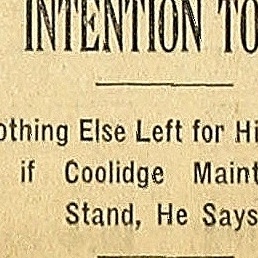 INTENTION TO
othing Else Left for Hi
if Coolidge Maint
Stand, He Says